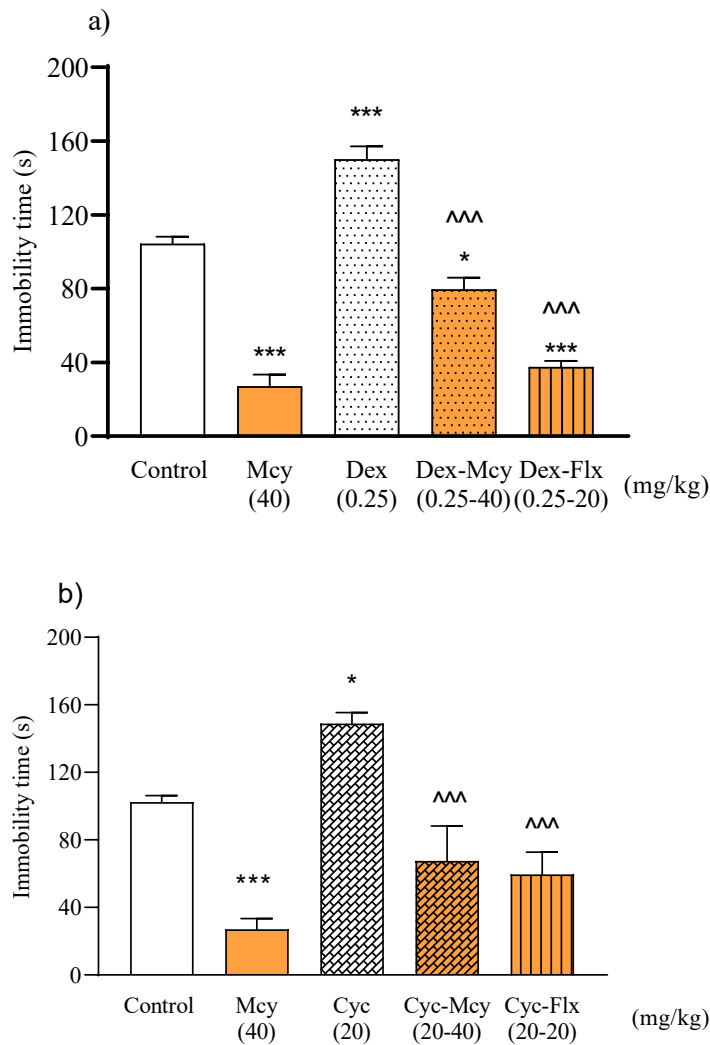 a)
200
160
120
80
40
0
Immobility time (s)
***
***
^^^
*
^^^
***
Control Mcy Dex Dex-Mcy Dex-Flx
(40) (0.25) (0.25-40) (0.25-20) (mg/kg)
b)
200
160
120
80
40
0
Immobility time (s)
***
*
^^^
^^^
Control Mcy Cyc Cyc-Mcy Cyc-Flx
(40) (20) (20-40) (20-20) (mg/kg)